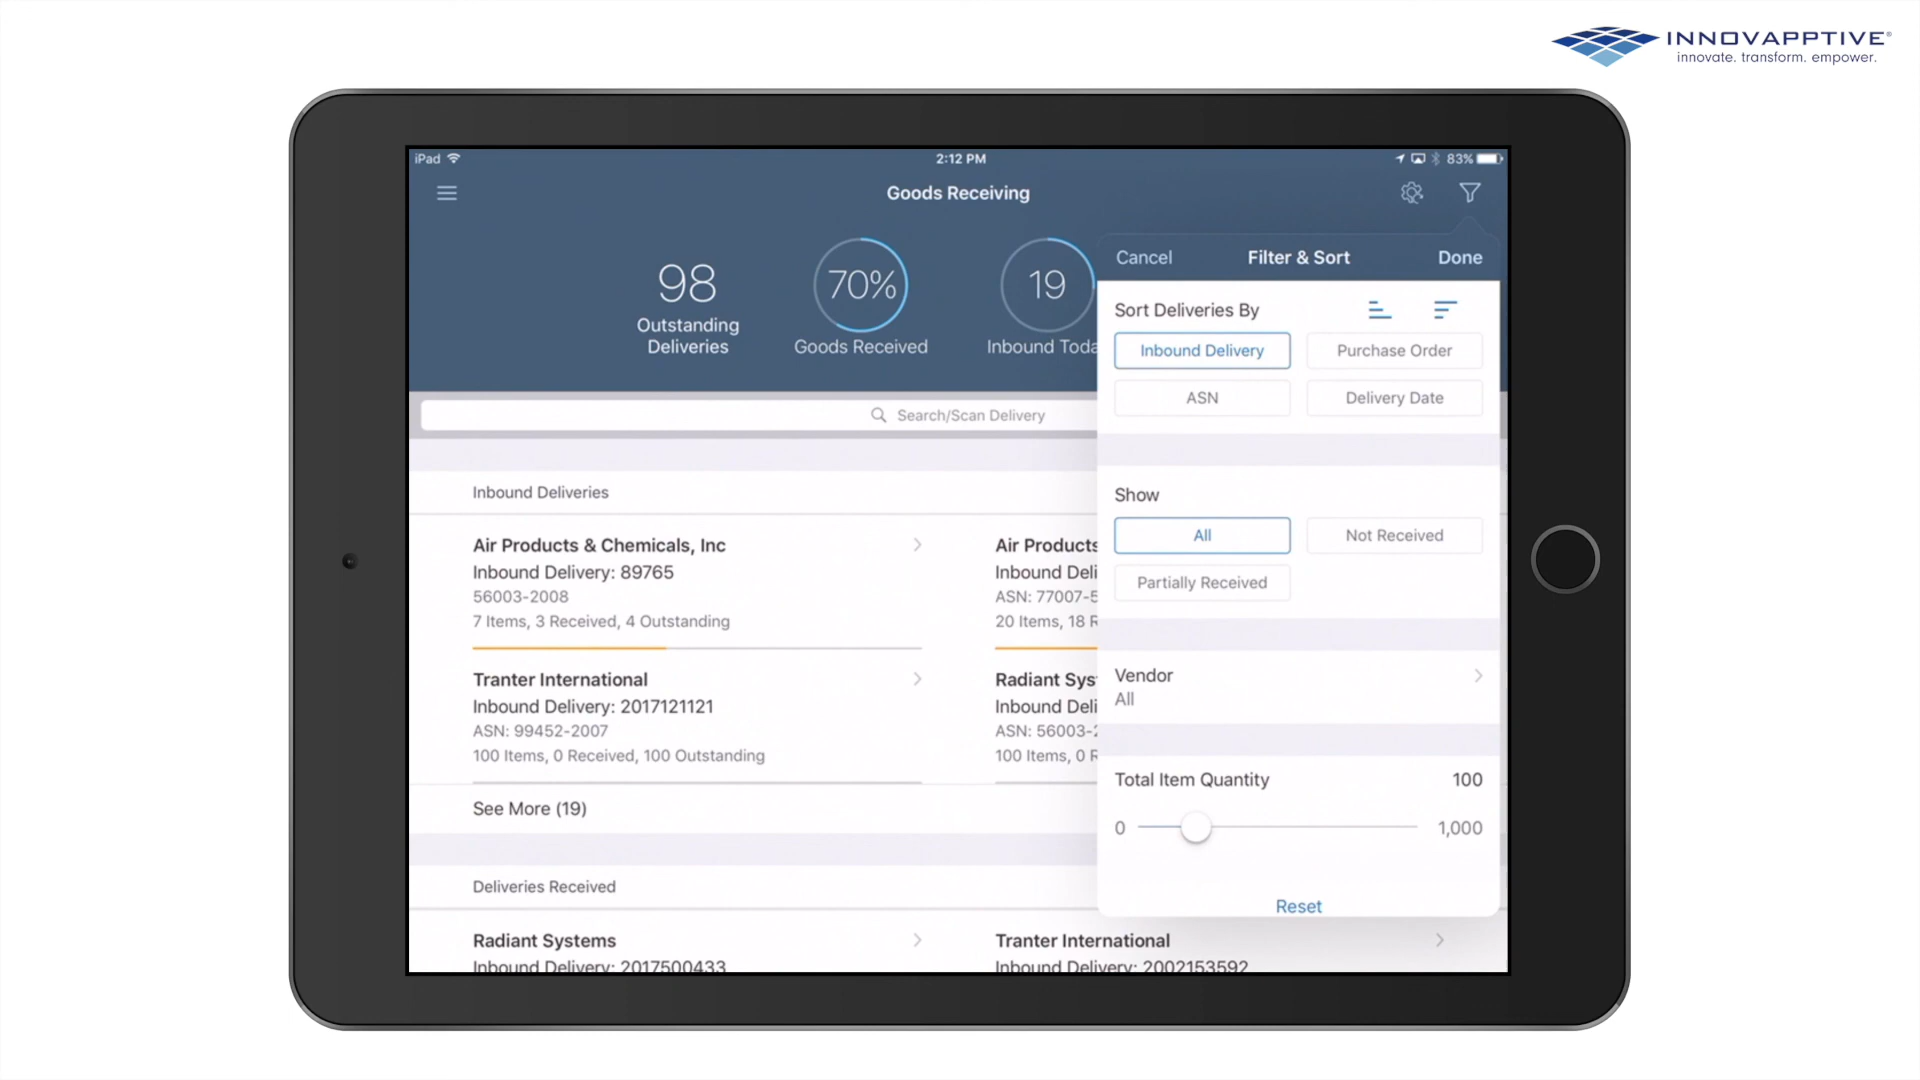 INNOVAPPTIVE®
innovate. transform. empower.
iPad
2:12 PM
83%
Goods Receiving
98
Outstanding
Deliveries
70%
Goods Received
19
Inbound Toda
Cancel
Filter & Sort
Done
Sort Deliveries By
Inbound Delivery
Purchase Order
ASN
Delivery Date
Show
All
Not Received
Partially Received
Vendor
All
Total Item Quantity
100
0
1,000
Reset
Search/Scan Delivery
Inbound Deliveries
Air Products & Chemicals, Inc
Inbound Delivery: 89765
56003-2008
7 Items, 3 Received, 4 Outstanding
Air Products
Inbound Deli
ASN: 77007-5
20 Items, 18 R
Tranter International
Inbound Delivery: 2017121121
ASN: 99452-2007
100 Items, 0 Received, 100 Outstanding
Radiant Sys
Inbound Deli
ASN: 56003-2
100 Items, 0 R
See More (19)
Deliveries Received
Radiant Systems
Inbound Delivery: 2017500433
Tranter International
Inbound Delivery: 2002153592